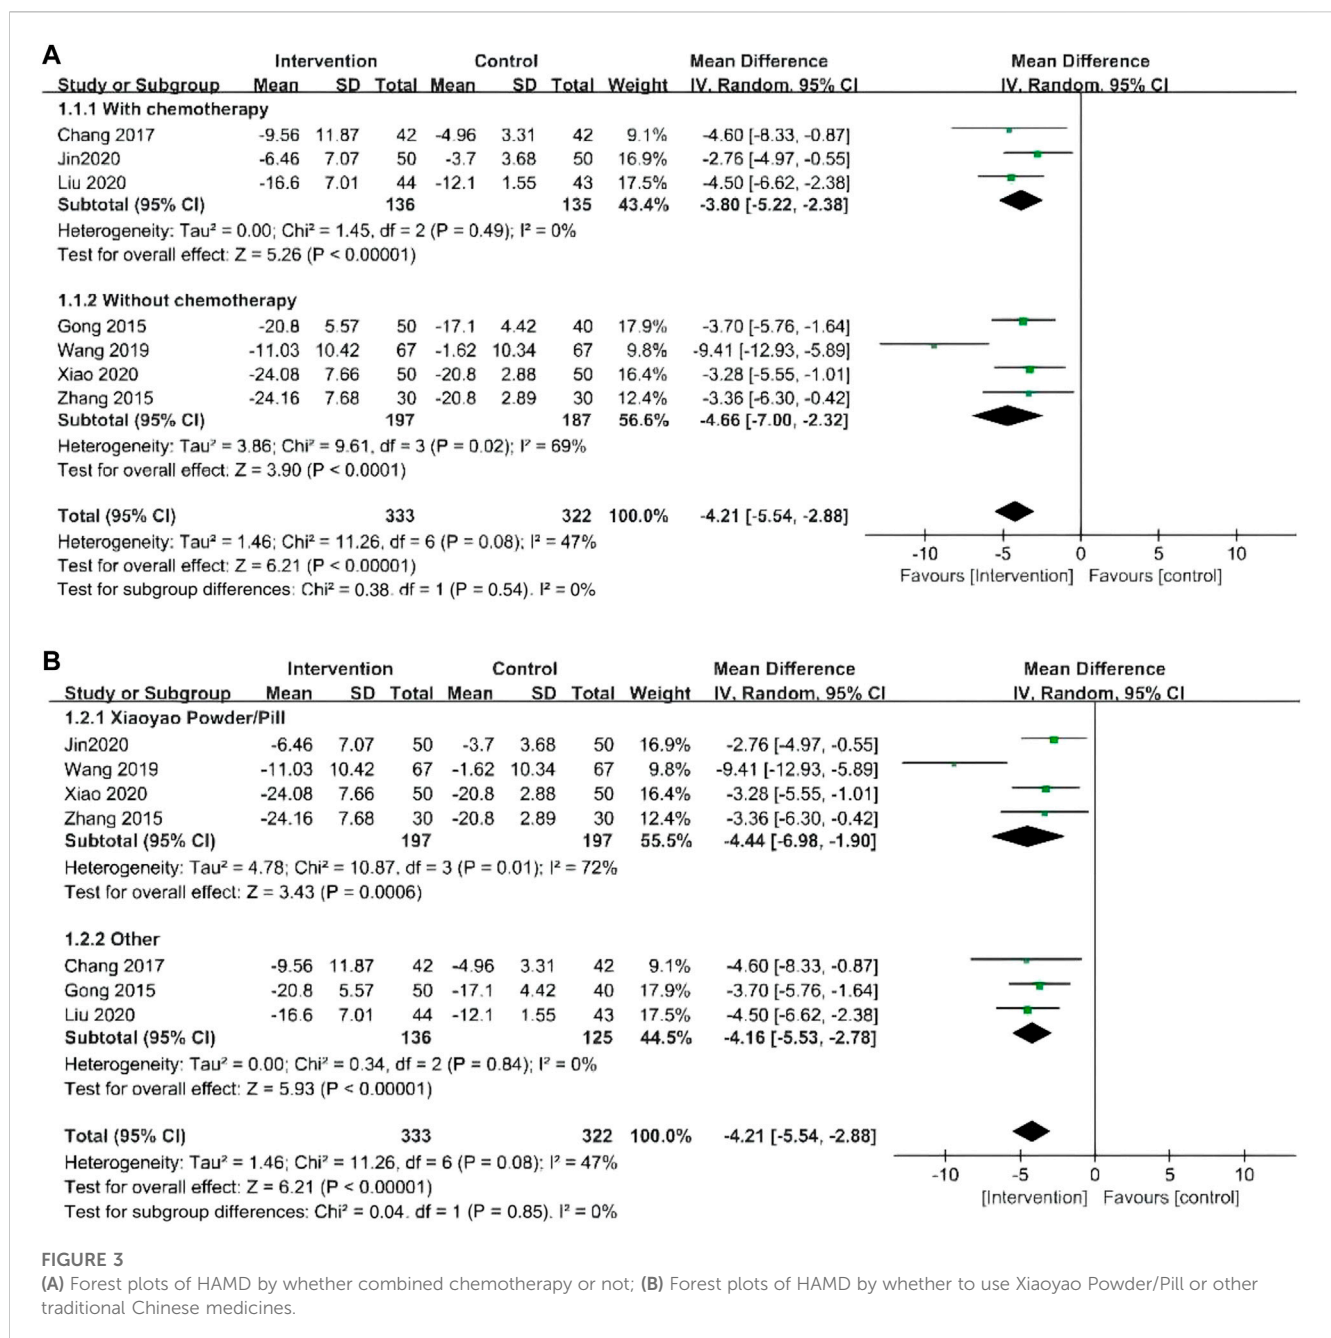 A
Intervention Control Mean Difference Mean Difference
Study or Subgroup Mean SD Total Mean SD Total Weight IV, Random, 95% CI IV, Random, 95% CI
1.1.1 With chemotherapy
Chang 2017 -9.56 11.87 42 -4.96 3.31 42 9.1% -4.60 [-8.33, -0.87]
Jin2020 -6.46 7.07 50 -3.7 3.68 50 16.9% -2.76 [-4.97, -0.55]
Liu 2020 -16.6 7.01 44 -12.1 1.55 43 17.5% -4.50 [-6.62, -2.38]
Subtotal (95% CI) 136 135 43.4% -3.80 [-5.22, -2.38]
Heterogeneity: Tau² = 0.00; Chi² = 1.45, df = 2 (P = 0.49); I² = 0%
Test for overall effect: Z = 5.26 (P < 0.00001)
1.1.2 Without chemotherapy
Gong 2015 -20.8 5.57 50 -17.1 4.42 40 17.9% -3.70 [-5.76, -1.64]
Wang 2019 -11.03 10.42 67 -1.62 10.34 67 9.8% -9.41 [-12.93, -5.89]
Xiao 2020 -24.08 7.66 50 -20.8 2.88 50 16.4% -3.28 [-5.55, -1.01]
Zhang 2015 -24.16 7.68 30 -20.8 2.89 30 12.4% -3.36 [-6.30, -0.42]
Subtotal (95% CI) 197 187 56.6% -4.66 [-7.00, -2.32]
Heterogeneity: Tau² = 3.86; Chi² = 9.61, df = 3 (P = 0.02); I² = 69%
Test for overall effect: Z = 3.90 (P < 0.0001)
Total (95% CI) 333 322 100.0% -4.21 [-5.54, -2.88]
Heterogeneity: Tau² = 1.46; Chi² = 11.26, df = 6 (P = 0.08); I² = 47%
Test for overall effect: Z = 6.21 (P < 0.00001)
Test for subgroup differences: Chi² = 0.38. df = 1 (P = 0.54). I² = 0%
-10 -5 0 5 10
Favours [Intervention] Favours [control]
B
Intervention Control Mean Difference Mean Difference
Study or Subgroup Mean SD Total Mean SD Total Weight IV, Random, 95% CI IV, Random, 95% CI
1.2.1 Xiaoyao Powder/Pill
Jin2020 -6.46 7.07 50 -3.7 3.68 50 16.9% -2.76 [-4.97, -0.55]
Wang 2019 -11.03 10.42 67 -1.62 10.34 67 9.8% -9.41 [-12.93, -5.89]
Xiao 2020 -24.08 7.66 50 -20.8 2.88 50 16.4% -3.28 [-5.55, -1.01]
Zhang 2015 -24.16 7.68 30 -20.8 2.89 30 12.4% -3.36 [-6.30, -0.42]
Subtotal (95% CI) 197 197 55.5% -4.44 [-6.98, -1.90]
Heterogeneity: Tau² = 4.78; Chi² = 10.87, df = 3 (P = 0.01); I² = 72%
Test for overall effect: Z = 3.43 (P = 0.0006)
1.2.2 Other
Chang 2017 -9.56 11.87 42 -4.96 3.31 42 9.1% -4.60 [-8.33, -0.87]
Gong 2015 -20.8 5.57 50 -17.1 4.42 40 17.9% -3.70 [-5.76, -1.64]
Liu 2020 -16.6 7.01 44 -12.1 1.55 43 17.5% -4.50 [-6.62, -2.38]
Subtotal (95% CI) 136 125 44.5% -4.16 [-5.53, -2.78]
Heterogeneity: Tau² = 0.00; Chi² = 0.34, df = 2 (P = 0.84); I² = 0%
Test for overall effect: Z = 5.93 (P < 0.00001)
Total (95% CI) 333 322 100.0% -4.21 [-5.54, -2.88]
Heterogeneity: Tau² = 1.46; Chi² = 11.26, df = 6 (P = 0.08); I² = 47%
Test for overall effect: Z = 6.21 (P < 0.00001)
Test for subgroup differences: Chi² = 0.04. df = 1 (P = 0.85). I² = 0%
-10 -5 0 5 10
[Intervention] Favours [control]
FIGURE 3
(A) Forest plots of HAMD by whether combined chemotherapy or not; (B) Forest plots of HAMD by whether to use Xiaoyao Powder/Pill or other
traditional Chinese medicines.